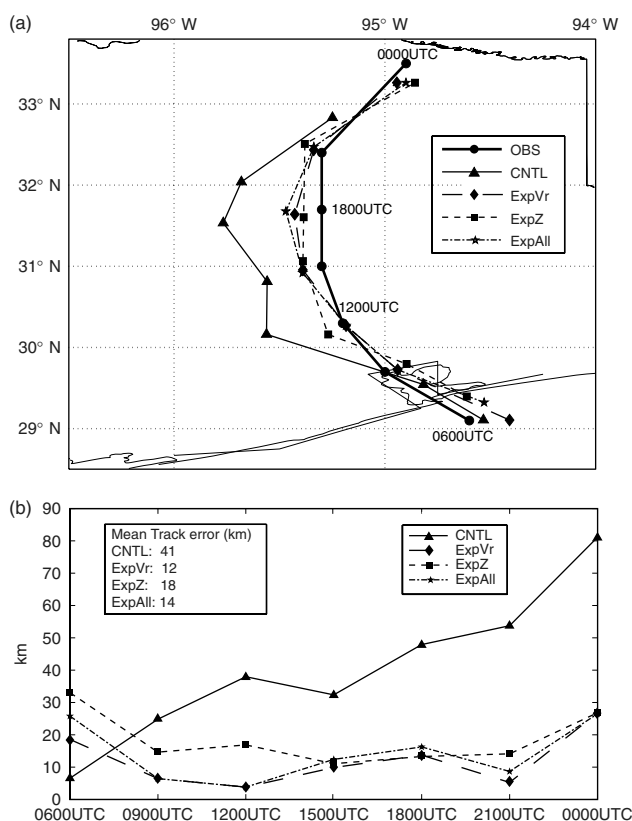 (a)
96° W
95° W
94° W
0000UTC
33° N
OBS
CNTL
ExpVr
ExpZ
ExpAll
32° N
1800UTC
31° N
1200UTC
30° N
29° N
0600UTC
(b)
90
80
70
60
50
40
30
20
10
0
km
Mean Track error (km)
CNTL: 41
ExpVr: 12
ExpZ: 18
ExpAll: 14
CNTL
ExpVr
ExpZ
ExpAll
0600UTC 0900UTC 1200UTC 1500UTC 1800UTC 2100UTC 0000UTC